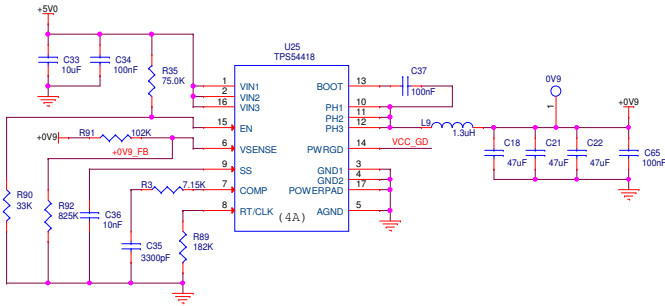 +5V0
C33
10uF
C34
100nF
R35
75.0K
U25
TPS54418
1 VIN1
2 VIN2
16 VIN3
15 EN
6 VSENSE
9 SS
7 COMP
8 RT/CLK
(4A)
BOOT 13
PH1 10
PH2 11
PH3 12
PWRGD 14
GND1 3
GND2 4
POWERPAD 17
AGND 5
C37
100nF
L9
1.3uH
VCC_GD
0V9
1
+0V9
C18
47uF
C21
47uF
C22
47uF
C65
100nF
+0V9
R91
102K
+0V9_FB
R90
33K
R92
825K
C36
10nF
R3
7.15K
C35
3300pF
R89
182K